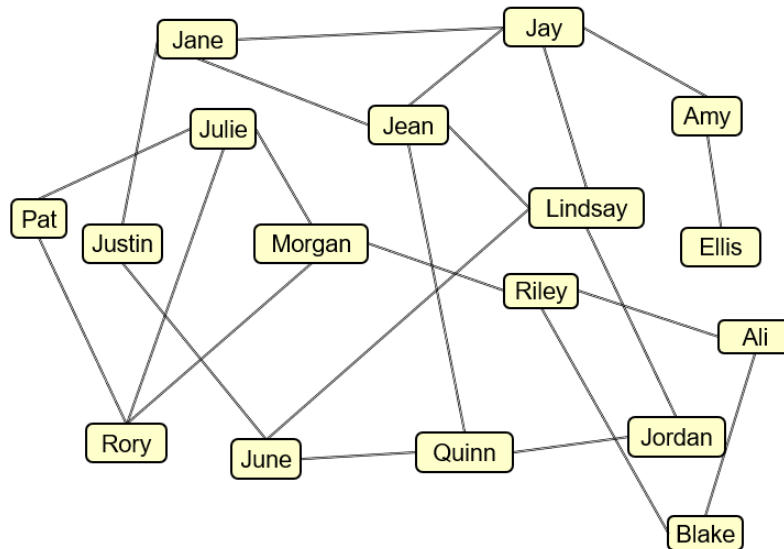 Jane
Jay
Amy
Julie
Jean
Pat
Justin
Morgan
Lindsay
Ellis
Riley
Ali
Rory
June
Quinn
Jordan
Blake